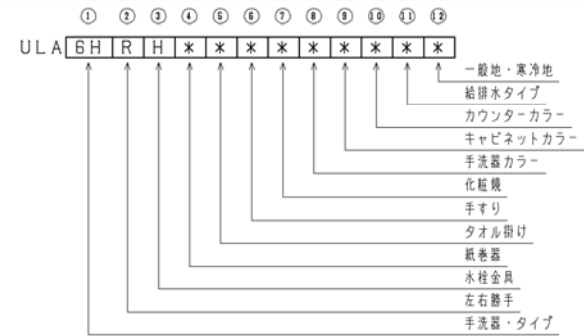 ① ② ③ ④ ⑤ ⑥ ⑦ ⑧ ⑨ ⑩ ⑪ ⑫
ULA 6H R H * * * * * * * * *
一般地・寒冷地
給排水タイプ
カウンターカラー
キャビネットカラー
手洗器カラー
化粧鏡
手すり
タオル掛け
紙巻器
水栓金具
左右勝手
手洗器・タイプ